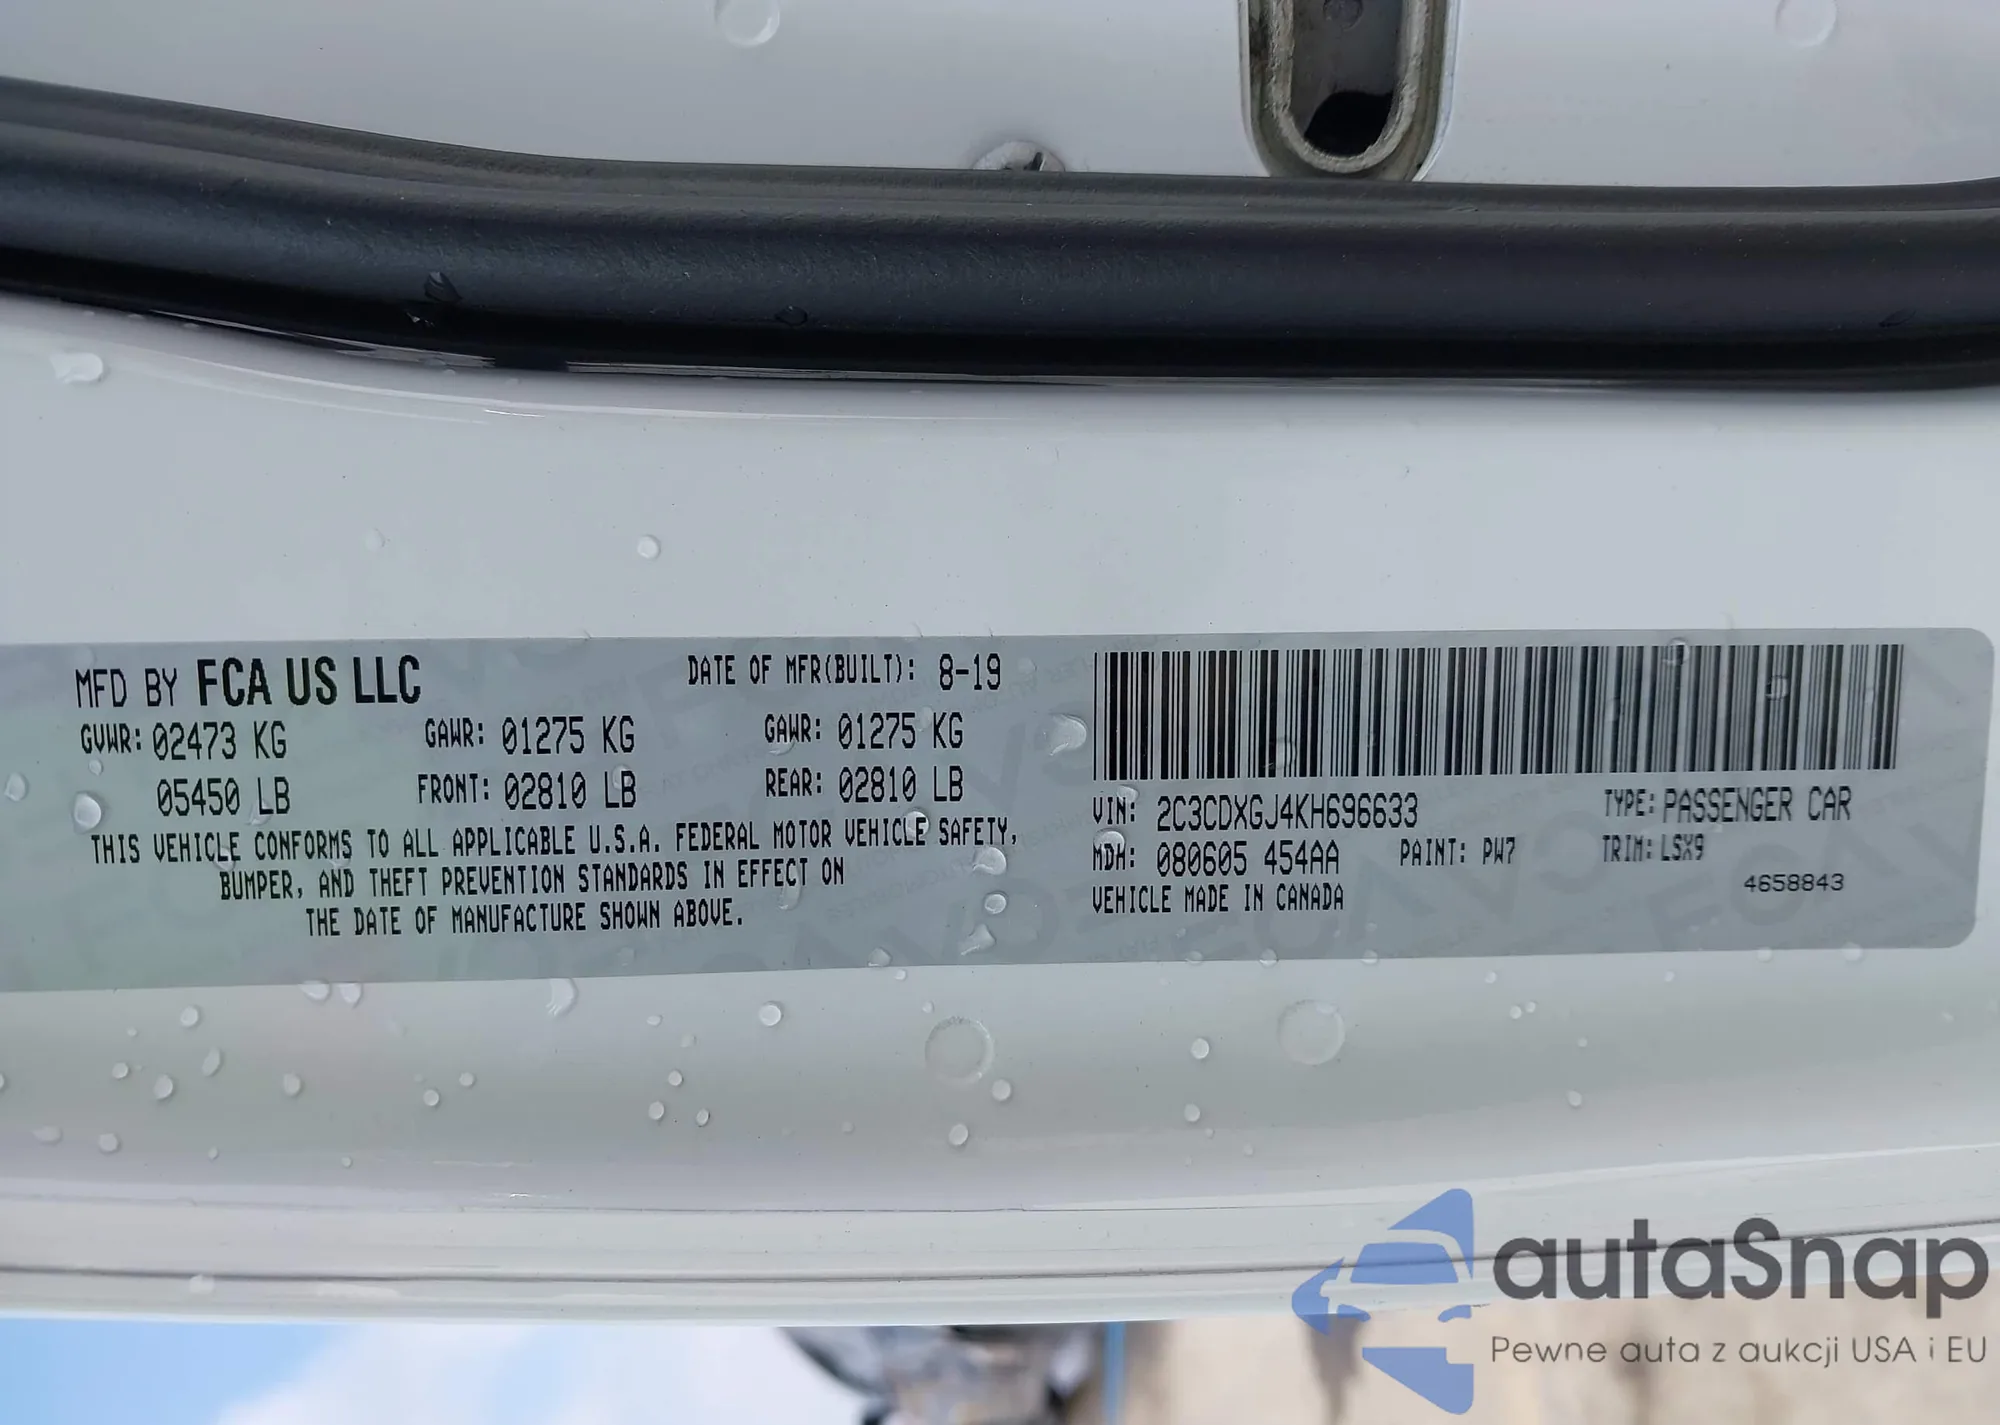 MFD BY FCA US LLC
DATE OF MFR(BUILT): 8-19
GVWR: 02473 KG GAWR: 01275 KG GAWR: 01275 KG
05450 LB FRONT: 02810 LB REAR: 02810 LB
THIS VEHICLE CONFORMS TO ALL APPLICABLE U.S.A. FEDERAL MOTOR VEHICLE SAFETY,
BUMPER, AND THEFT PREVENTION STANDARDS IN EFFECT ON
THE DATE OF MANUFACTURE SHOWN ABOVE.
VIN: 2C3CDXGJ4KH696633 TYPE: PASSENGER CAR
MDH: 080605 454AA PAINT: PW7 TRIM: LSX9
VEHICLE MADE IN CANADA 4658843
autaSnap
Pewne auta z aukcji USA i EU